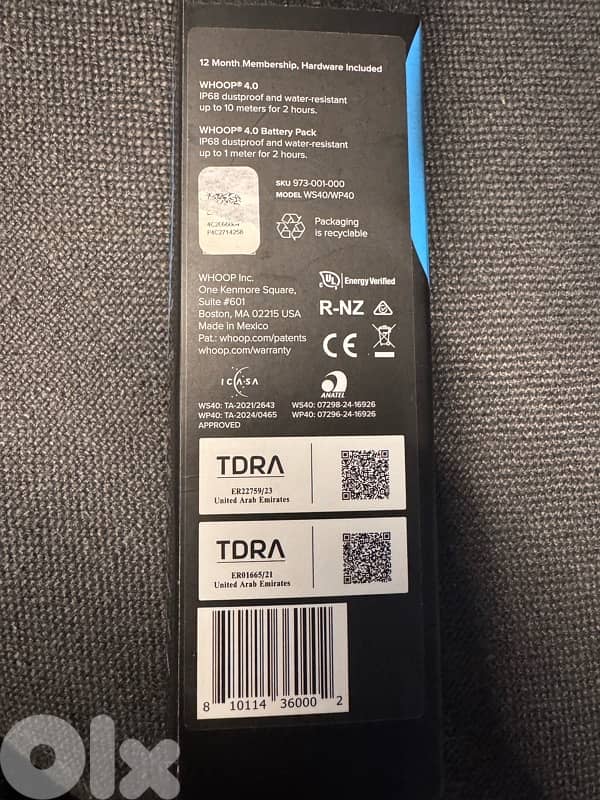 12 Month Membership, Hardware Included
WHOOP® 4.0
IP68 dustproof and water-resistant
up to 10 meters for 2 hours.
WHOOP® 4.0 Battery Pack
IP68 dustproof and water-resistant
up to 1 meter for 2 hours.
SKU 973-001-000
MODEL WS40/WP40
P4C2714258
Packaging
is recyclable
WHOOP Inc.
One Kenmore Square,
Suite #601
Boston, MA 02215 USA
Made in Mexico
Pat.: whoop.com/patents
whoop.com/warranty
UL Energy Verified
R-NZ
CE
ICASA
ANATEL
WS40: TA-2021/2643
WP40: TA-2024/0465
APPROVED
WS40: 07298-24-16926
WP40: 07296-24-16926
TDRA
ER22759/23
United Arab Emirates
TDRA
ER01665/21
United Arab Emirates
8 10114 36000 2
Olx